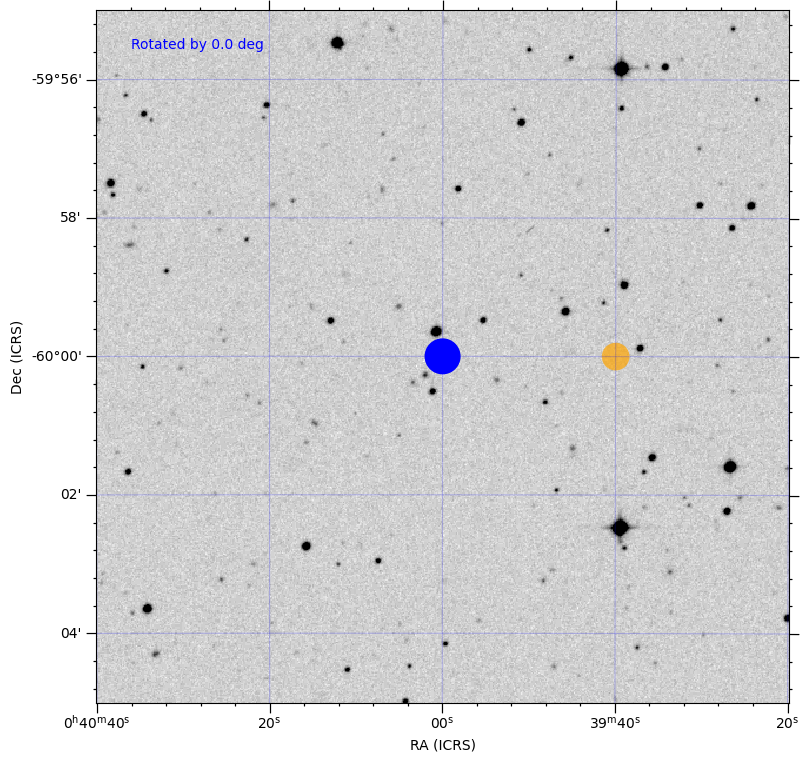 Rotated by 0.0 deg
-59°56'
58'
-60°00'
02'
04'
Dec (ICRS)
0ʰ40ᵐ40ˢ 20ˢ 00ˢ 39ᵐ40ˢ 20ˢ
RA (ICRS)